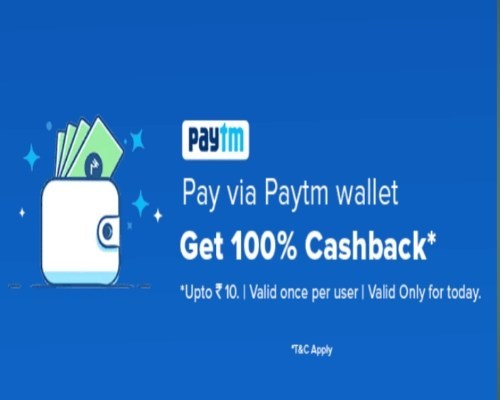 paytm
Pay via Paytm wallet
Get 100% Cashback*
*Upto ₹ 10. | Valid once per user | Valid Only for today.
*T&C Apply